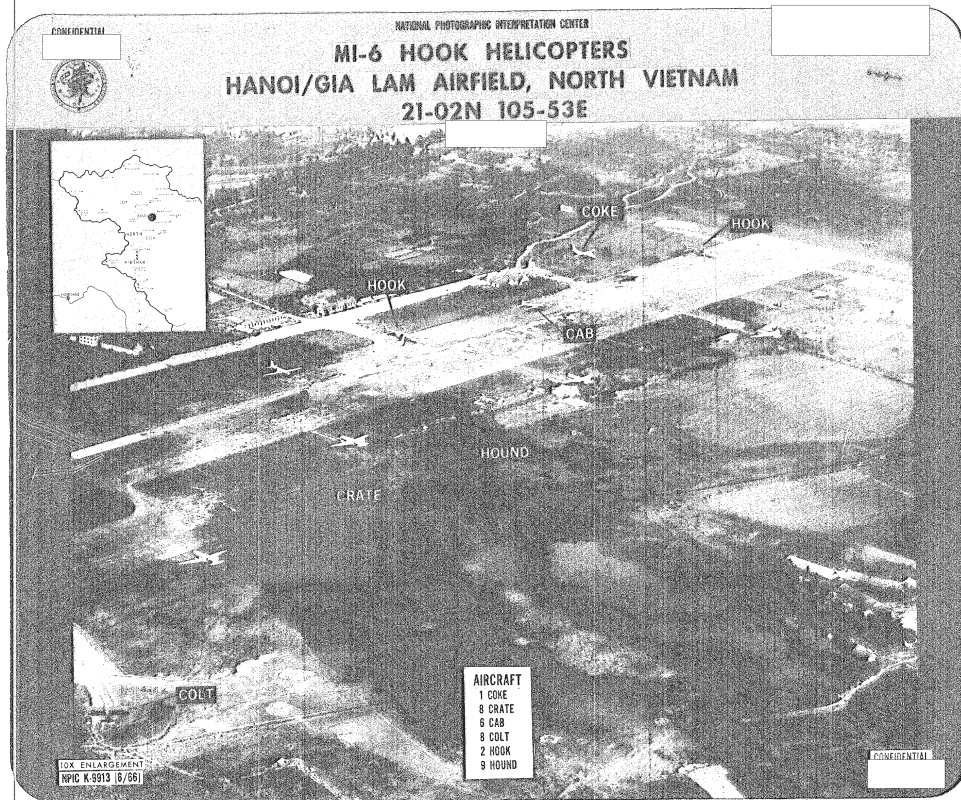 CONFIDENTIAL
NATIONAL PHOTOGRAPHIC INTERPRETATION CENTER
MI-6 HOOK HELICOPTERS
HANOI/GIA LAM AIRFIELD, NORTH VIETNAM
21-02N 105-53E
NORTH
VIETNAM
COKE
HOOK
HOOK
CAB
HOUND
CRATE
COLT
AIRCRAFT
1 COKE
8 CRATE
6 CAB
8 COLT
2 HOOK
9 HOUND
10X ENLARGEMENT
NPIC K-9913 (6/66)
CONFIDENTIAL